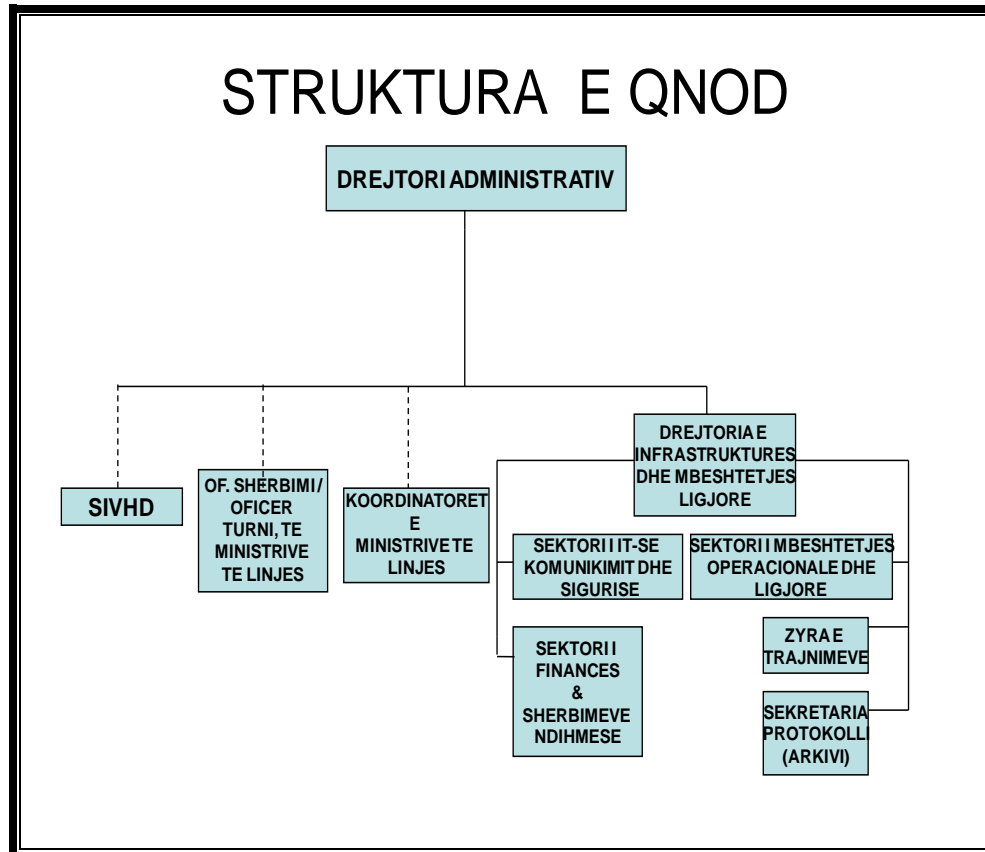 STRUKTURA E QNOD
DREJTORI ADMINISTRATIV
SIVHD
OF. SHERBIMI/
OFICER
TURNI, TE
MINISTRIVE
TE LINJES
KOORDINATORET
E
MINISTRIVE TE
LINJES
DREJTORIA E
INFRASTRUKTURES
DHE MBESHTETJES
LIGJORE
SEKTORI I IT-SE
KOMUNIKIMIT DHE
SIGURISE
SEKTORI I
FINANCES
&
SHERBIMEVE
NDIHMESE
SEKTORI I MBESHTETJES
OPERACIONALE DHE
LIGJORE
ZYRA E
TRAJNIMEVE
SEKRETARIA
PROTOKOLLI
(ARKIVI)